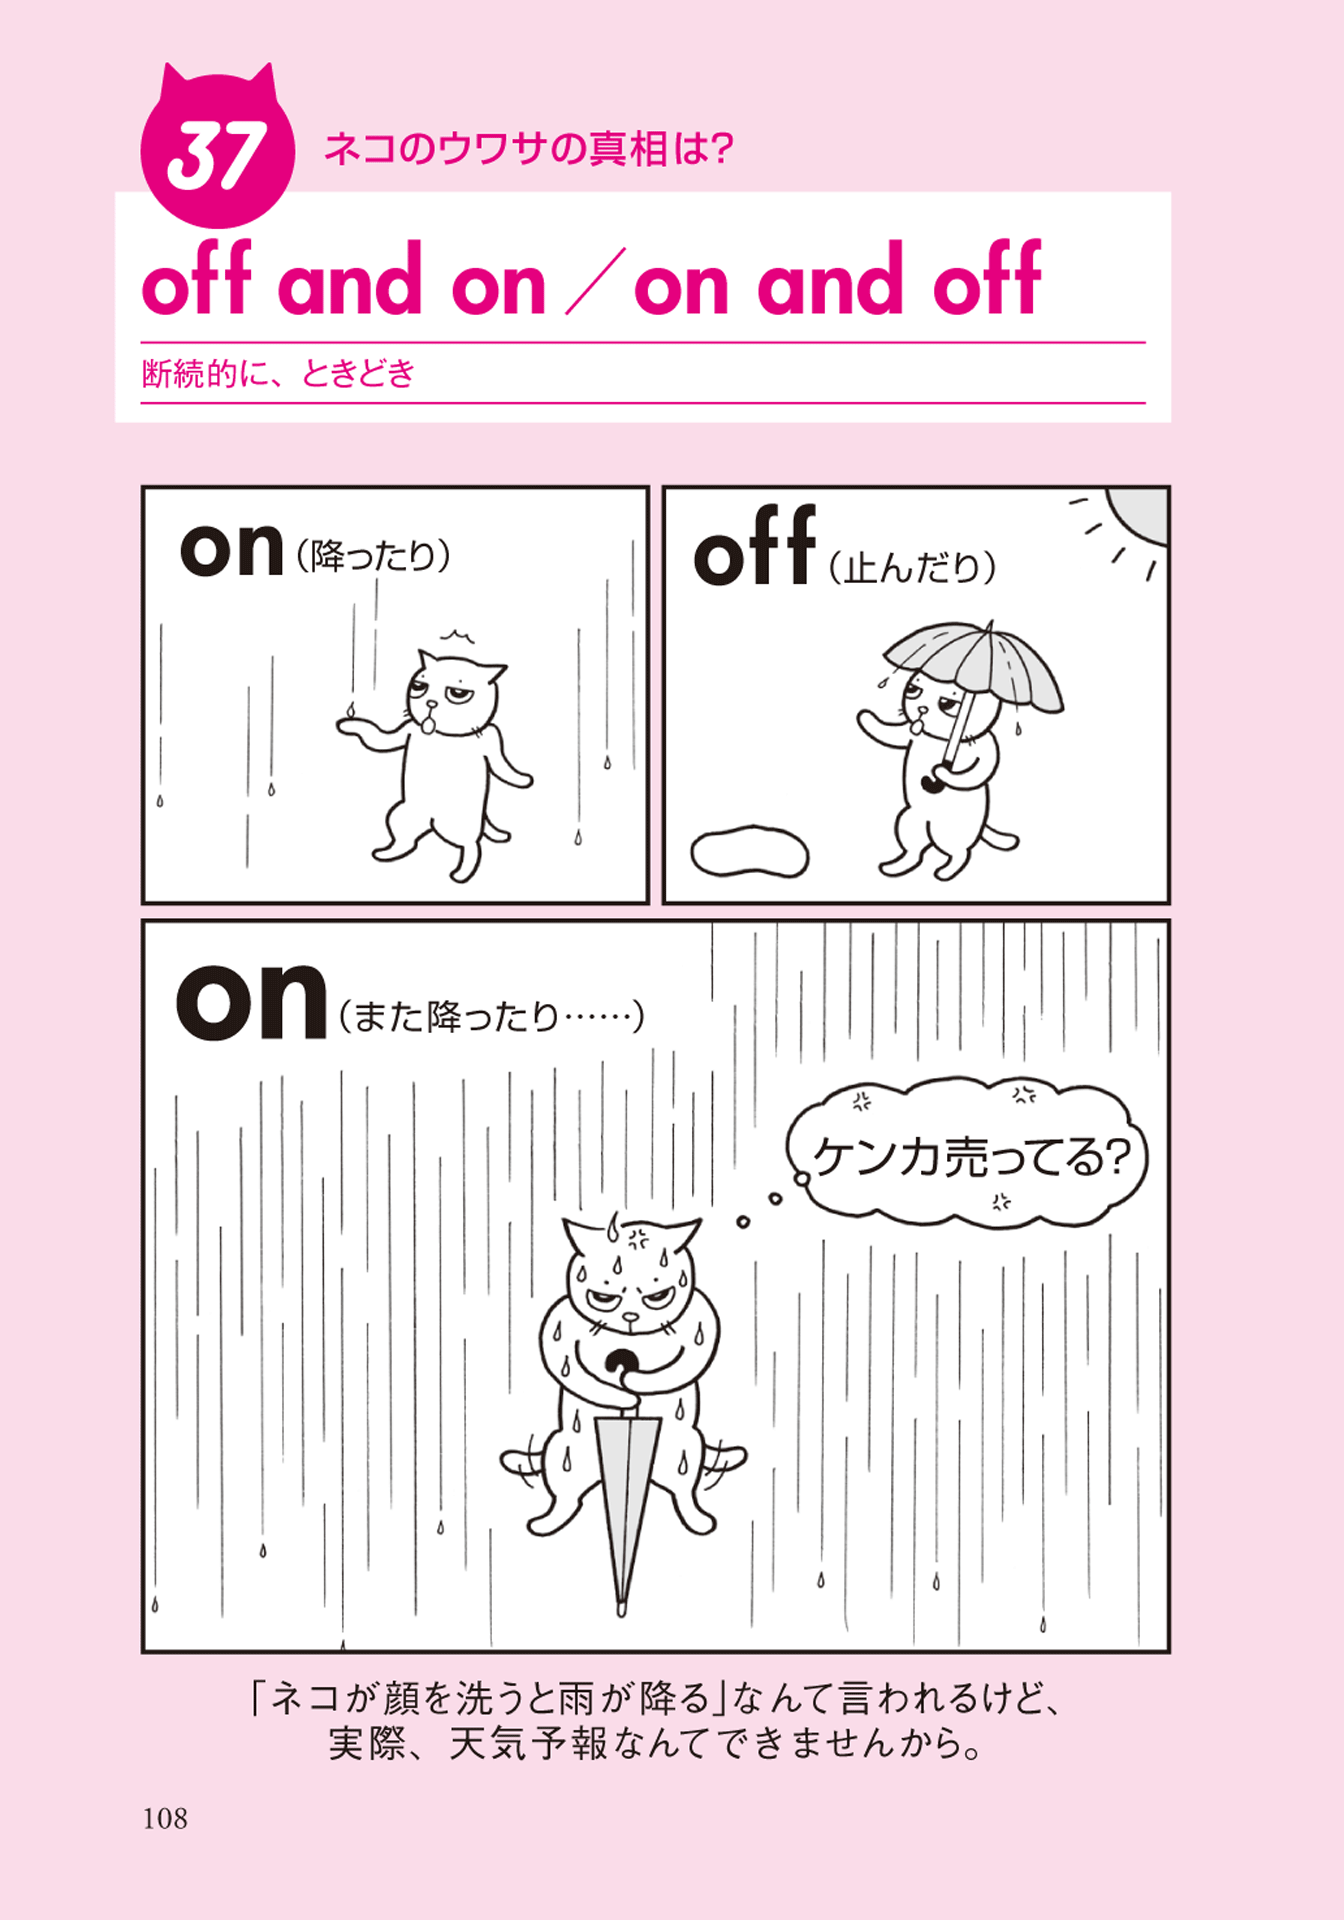 37
ネコのウワサの真相は?
off and on／on and off
断続的に、ときどき
on（降ったり）
off（止んだり）
on（また降ったり……）
ケンカ売ってる?
「ネコが顔を洗うと雨が降る」なんて言われるけど、
実際、天気予報なんてできませんから。
108